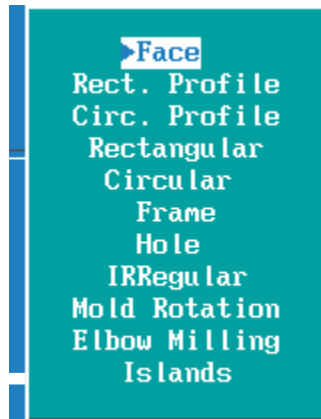 ►Face
Rect. Profile
Circ. Profile
Rectangular
Circular
Frame
Hole
IRRegular
Mold Rotation
Elbow Milling
Islands